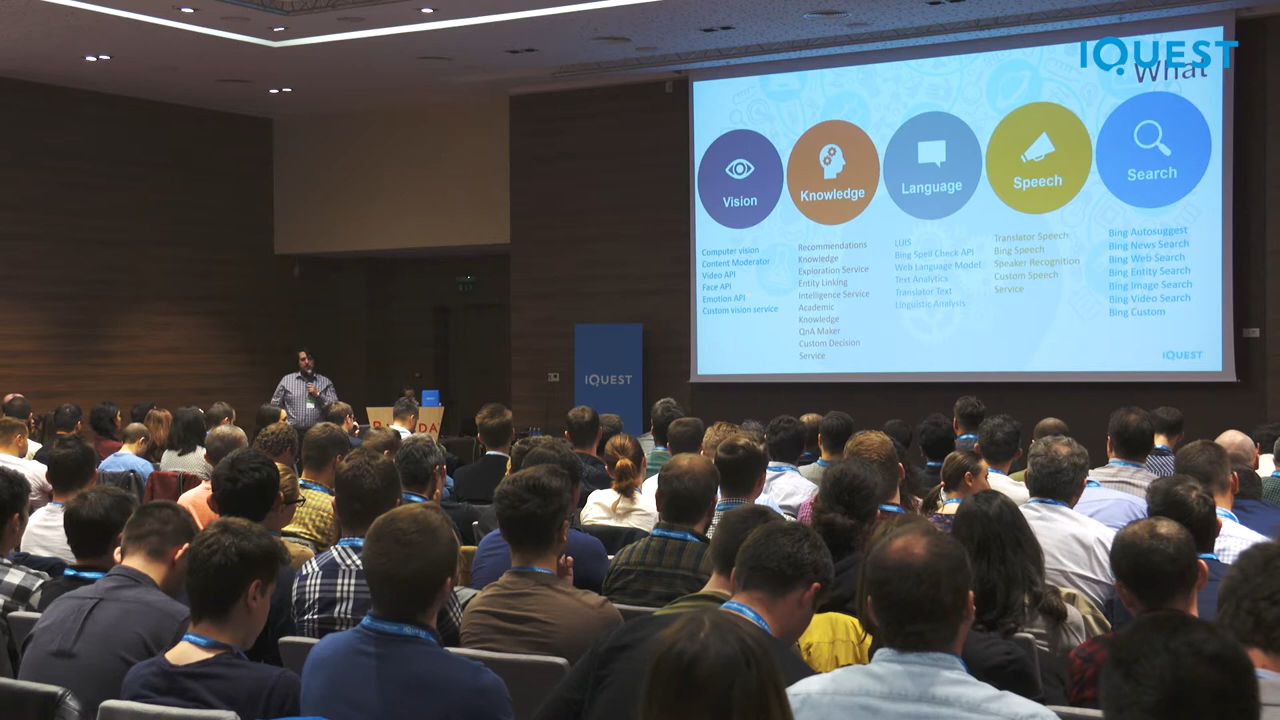 IQUEST
What
Vision
Knowledge
Language
Speech
Search
Computer vision
Content Moderator
Video API
Face API
Emotion API
Custom vision service
Recommendations
Knowledge
Exploration Service
Entity Linking
Intelligence Service
Academic
Knowledge
QnA Maker
Custom Decision
Service
LUIS
Bing Spell Check API
Web Language Model
Text Analytics
Translator Text
Linguistic Analysis
Translator Speech
Bing Speech
Speaker Recognition
Custom Speech
Service
Bing Autosuggest
Bing News Search
Bing Web Search
Bing Entity Search
Bing Image Search
Bing Video Search
Bing Custom
IQUEST
IQUEST